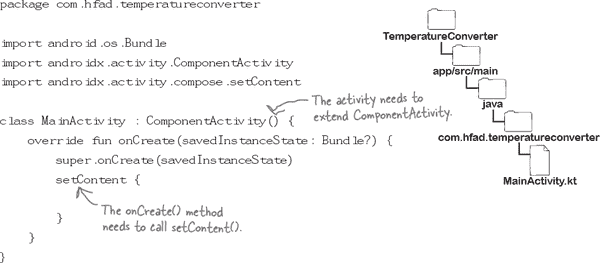 package com.hfad.temperatureconverter
import android.os.Bundle
import androidx.activity.ComponentActivity
import androidx.activity.compose.setContent
class MainActivity : ComponentActivity() {
override fun onCreate(savedInstanceState: Bundle?) {
super.onCreate(savedInstanceState)
setContent {
}
}
}
The activity needs to
extend ComponentActivity.
The onCreate() method
needs to call setContent().
TemperatureConverter
app/src/main
java
com.hfad.temperatureconverter
MainActivity.kt